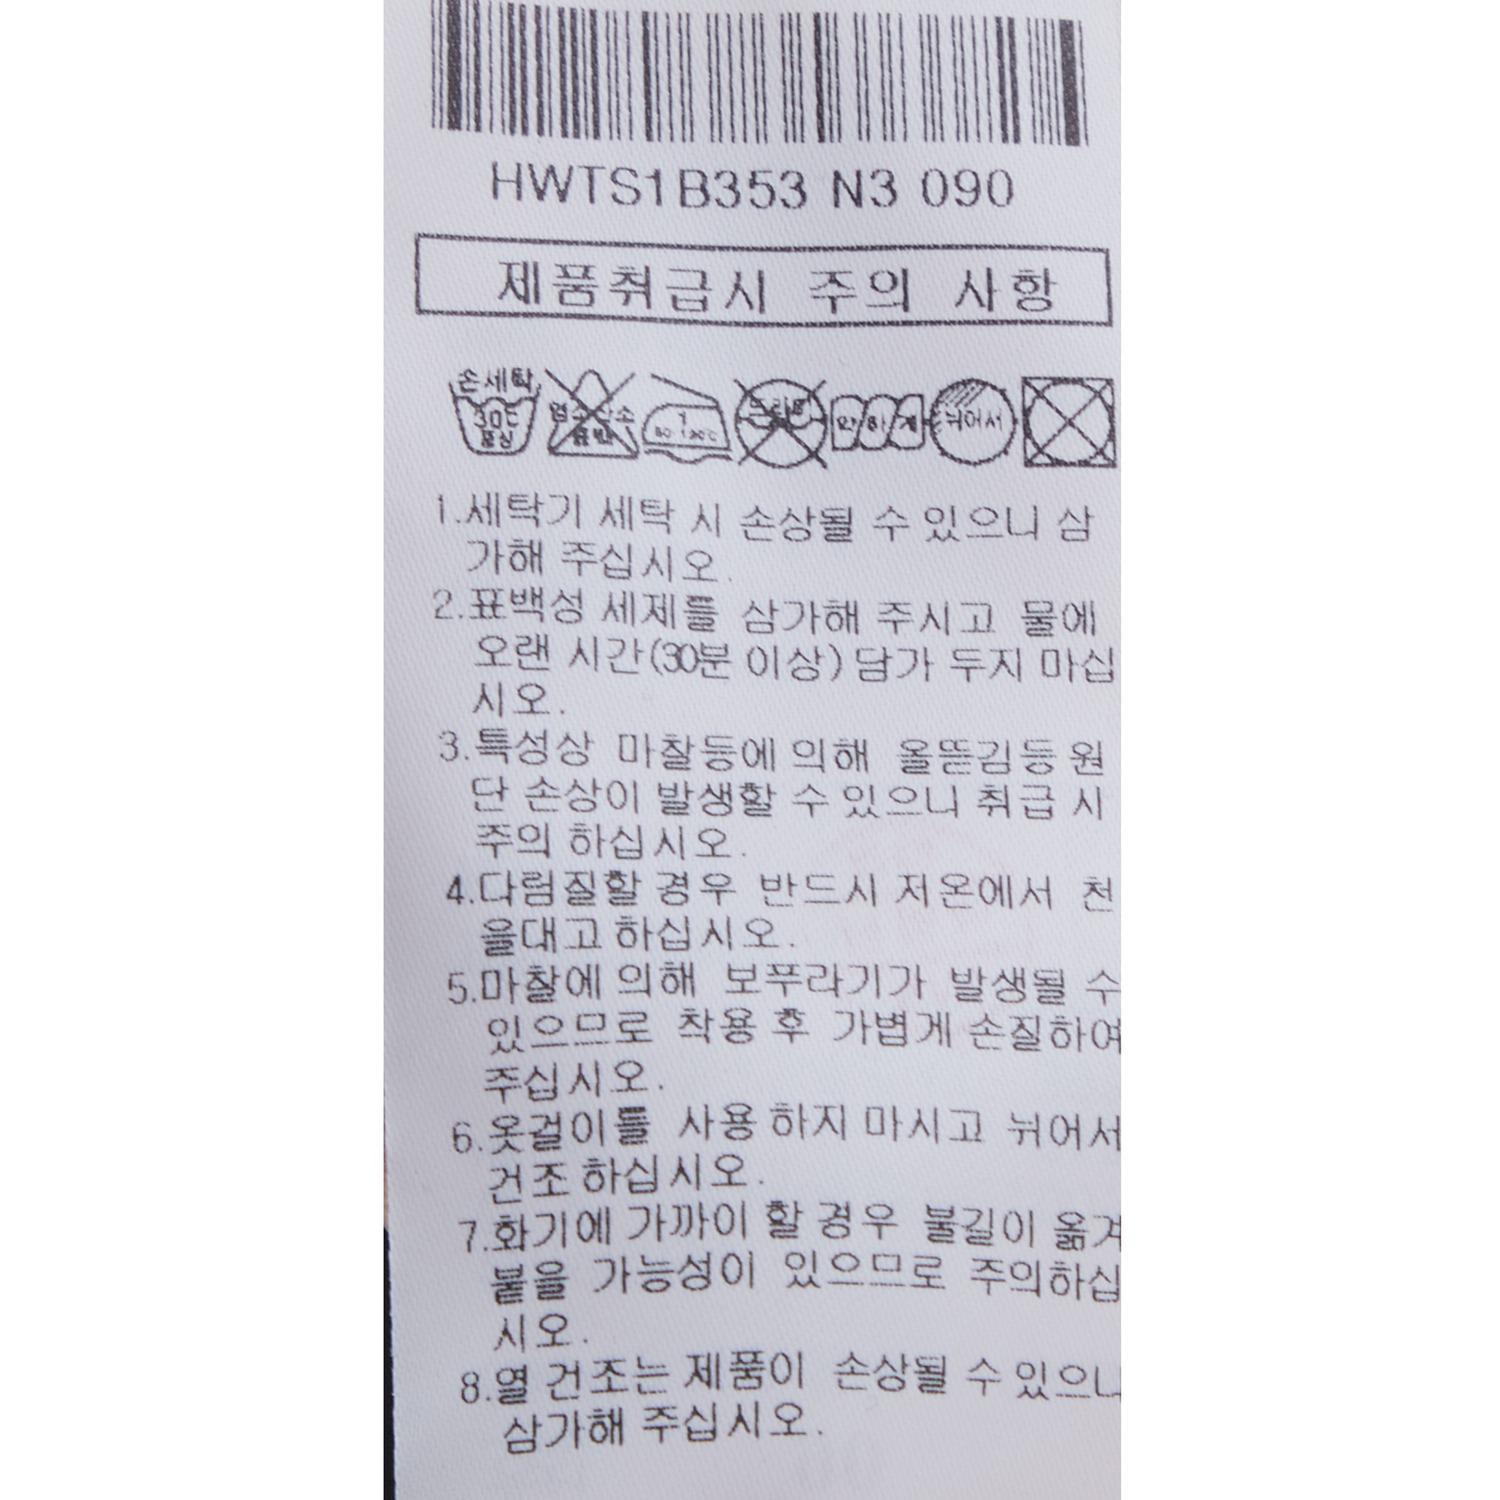 HWTS1B353 N3 090
제품취급시 주의 사항
손세탁 30℃ 중성
염소산소표백
1 80-120℃
드라이
약하게
뉘어서
1.세탁기 세탁 시 손상될 수 있으니 삼
가해 주십시오.
2.표백성 세제를 삼가해 주시고 물에
오랜 시간(30분 이상) 담가 두지 마십
시오.
3.특성상 마찰등에 의해 올뜯김등 원
단 손상이 발생할 수 있으니 취급 시
주의 하십시오.
4.다림질할 경우 반드시 저온에서 천
을대고 하십시오.
5.마찰에 의해 보푸라기가 발생될 수
있으므로 착용 후 가볍게 손질하여
주십시오.
6.옷걸이를 사용 하지 마시고 뉘어서
건조 하십시오.
7.화기에 가까이 할 경우 불길이 옮겨
붙을 가능성이 있으므로 주의하십
시오.
8.열 건조는 제품이 손상될 수 있으니
삼가해 주십시오.